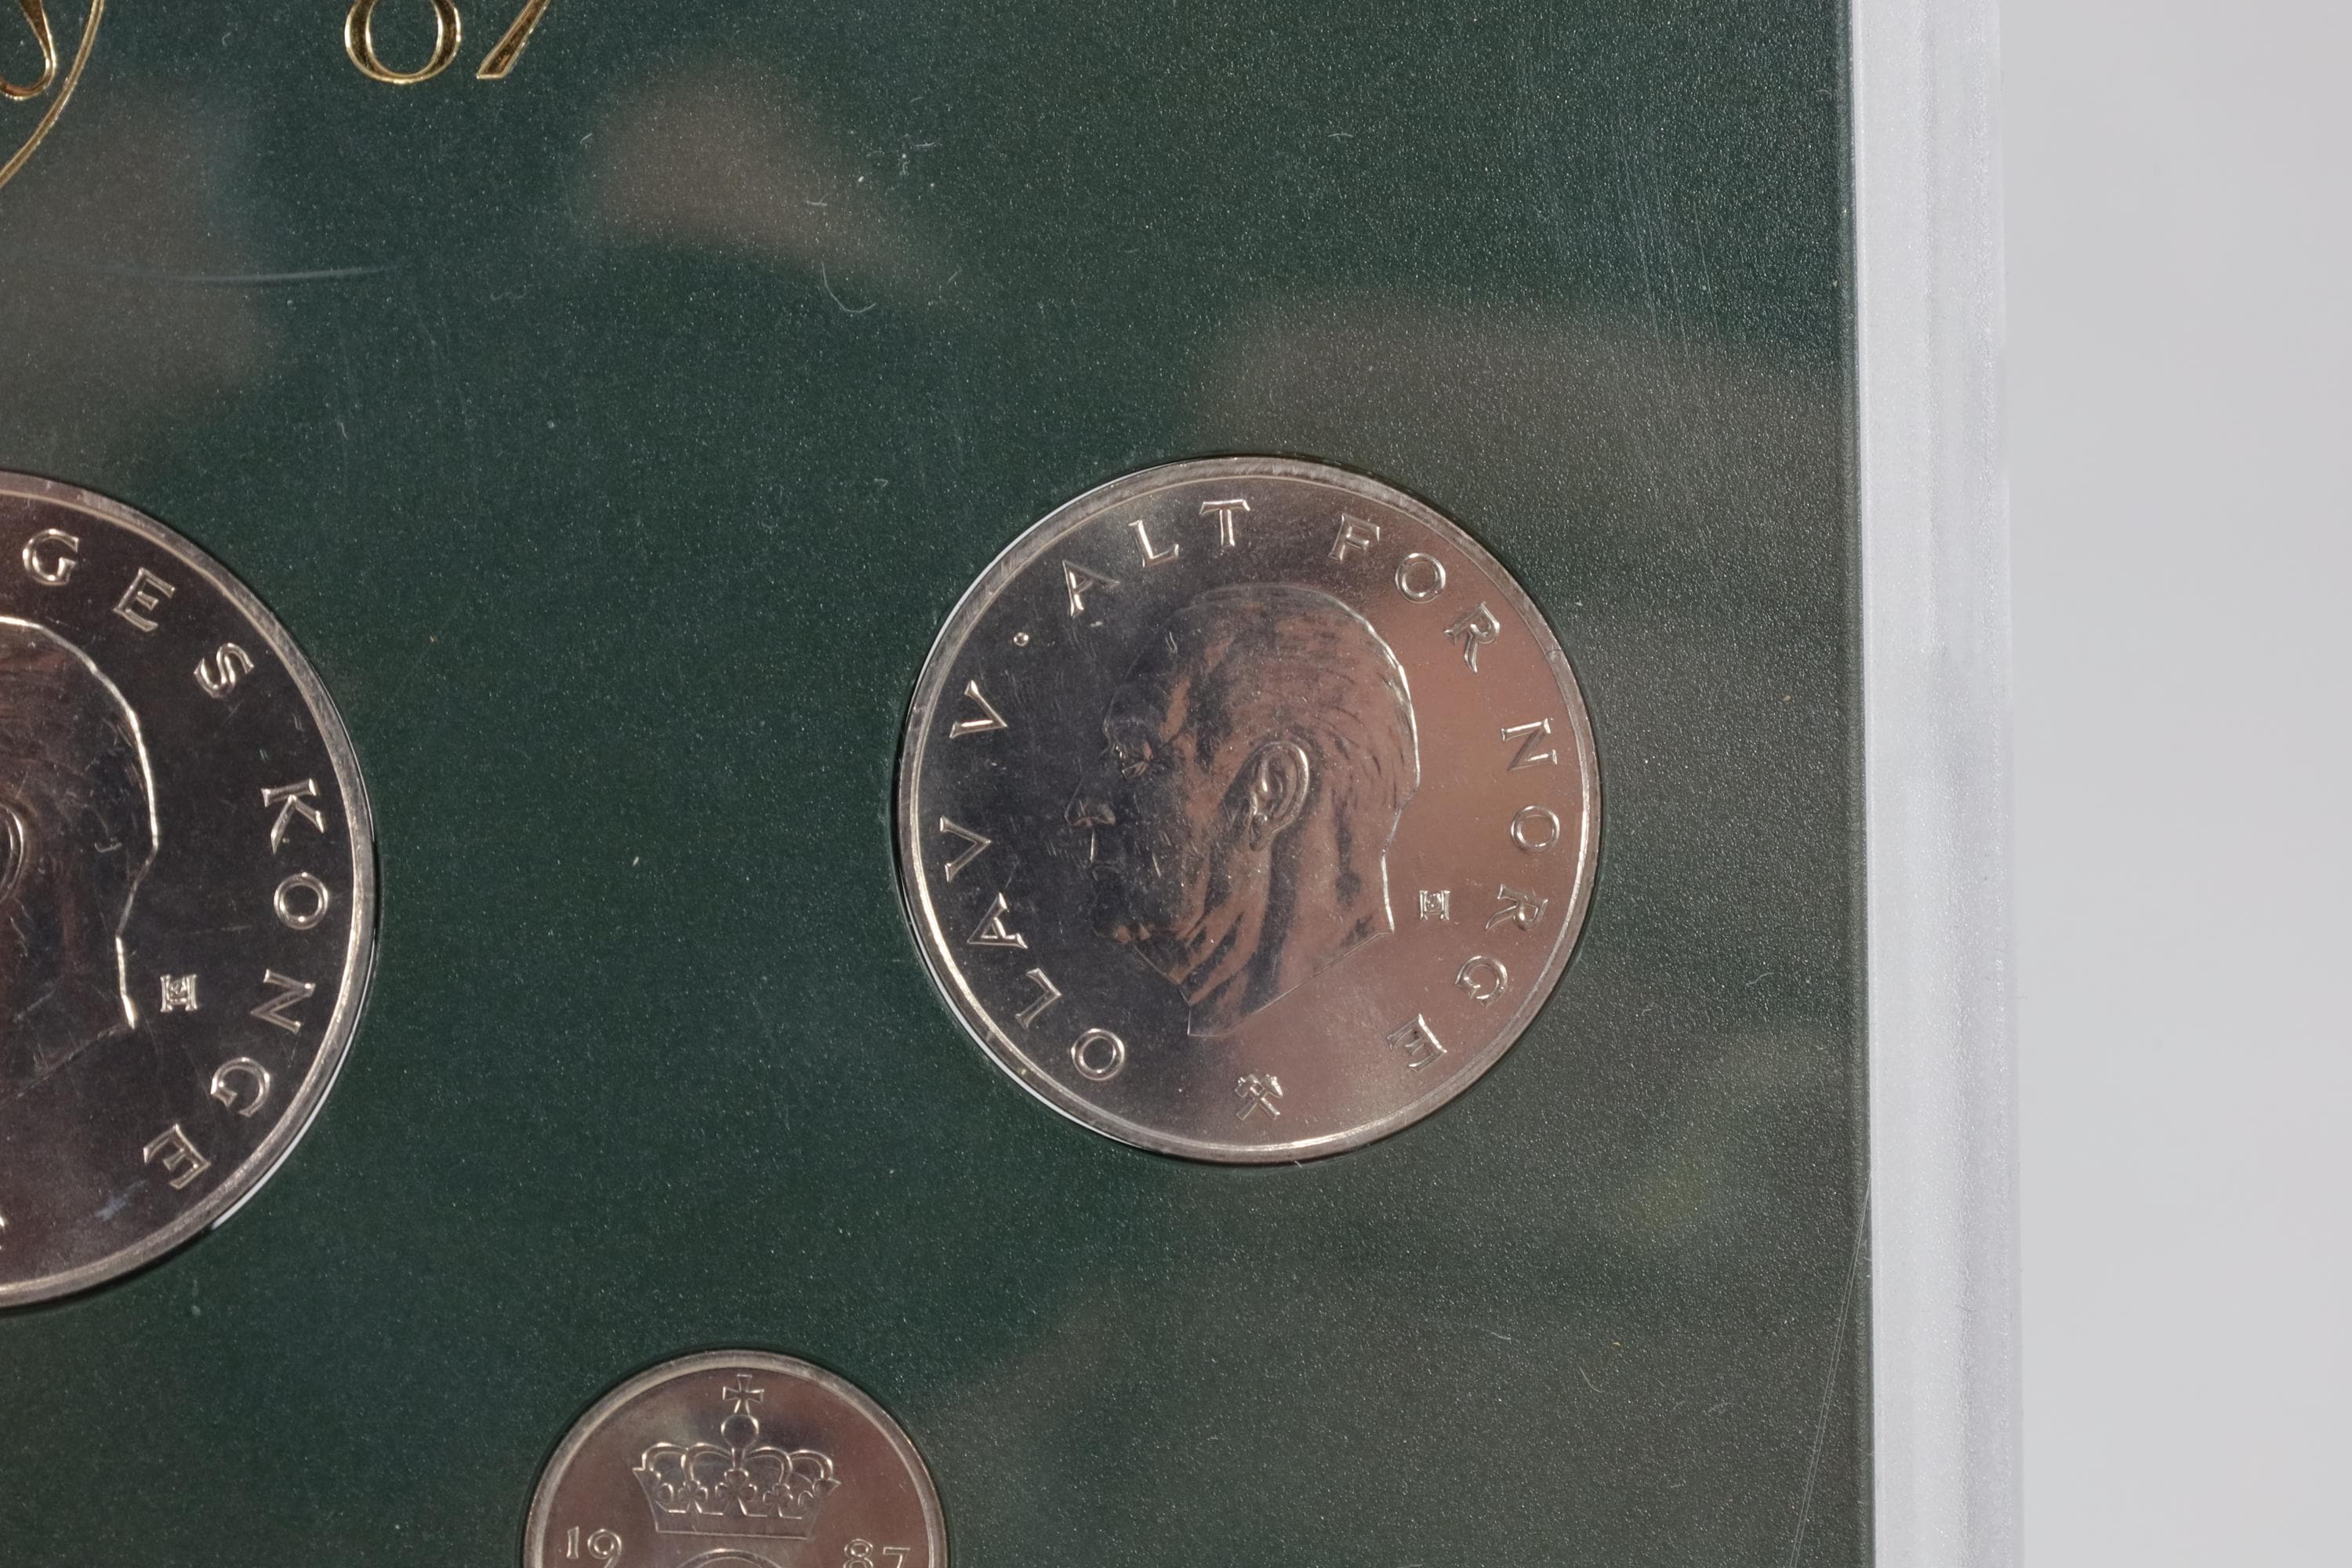 87
GES KONGE
OLAV V · ALT FOR NORGE
19 87